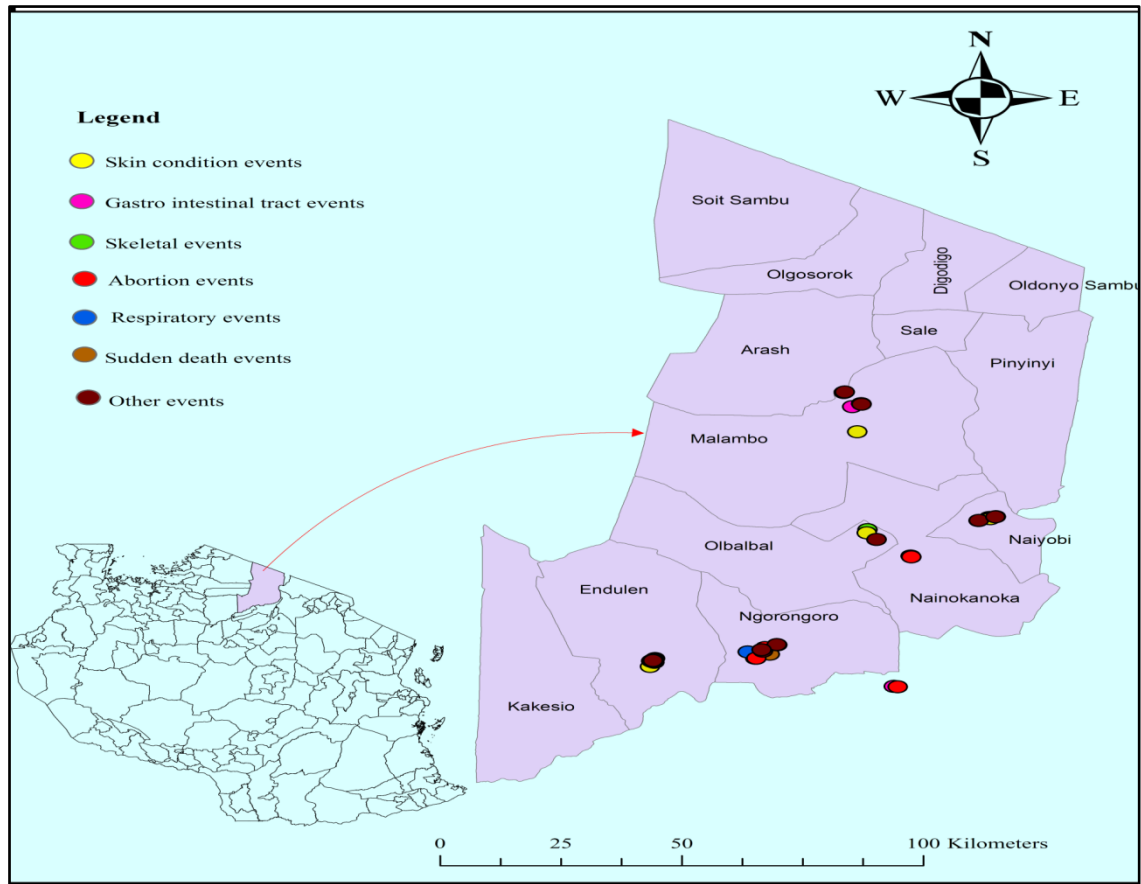 N
W
E
S
Legend
Skin condition events
Gastro intestinal tract events
Skeletal events
Abortion events
Respiratory events
Sudden death events
Other events
Soit Sambu
Olgosorok
Digodigo
Oldonyo Sambu
Sale
Arash
Pinyinyi
Malambo
Olbalbal
Naiyobi
Endulen
Nainokanoka
Ngorongoro
Kakesio
0 25 50 100 Kilometers